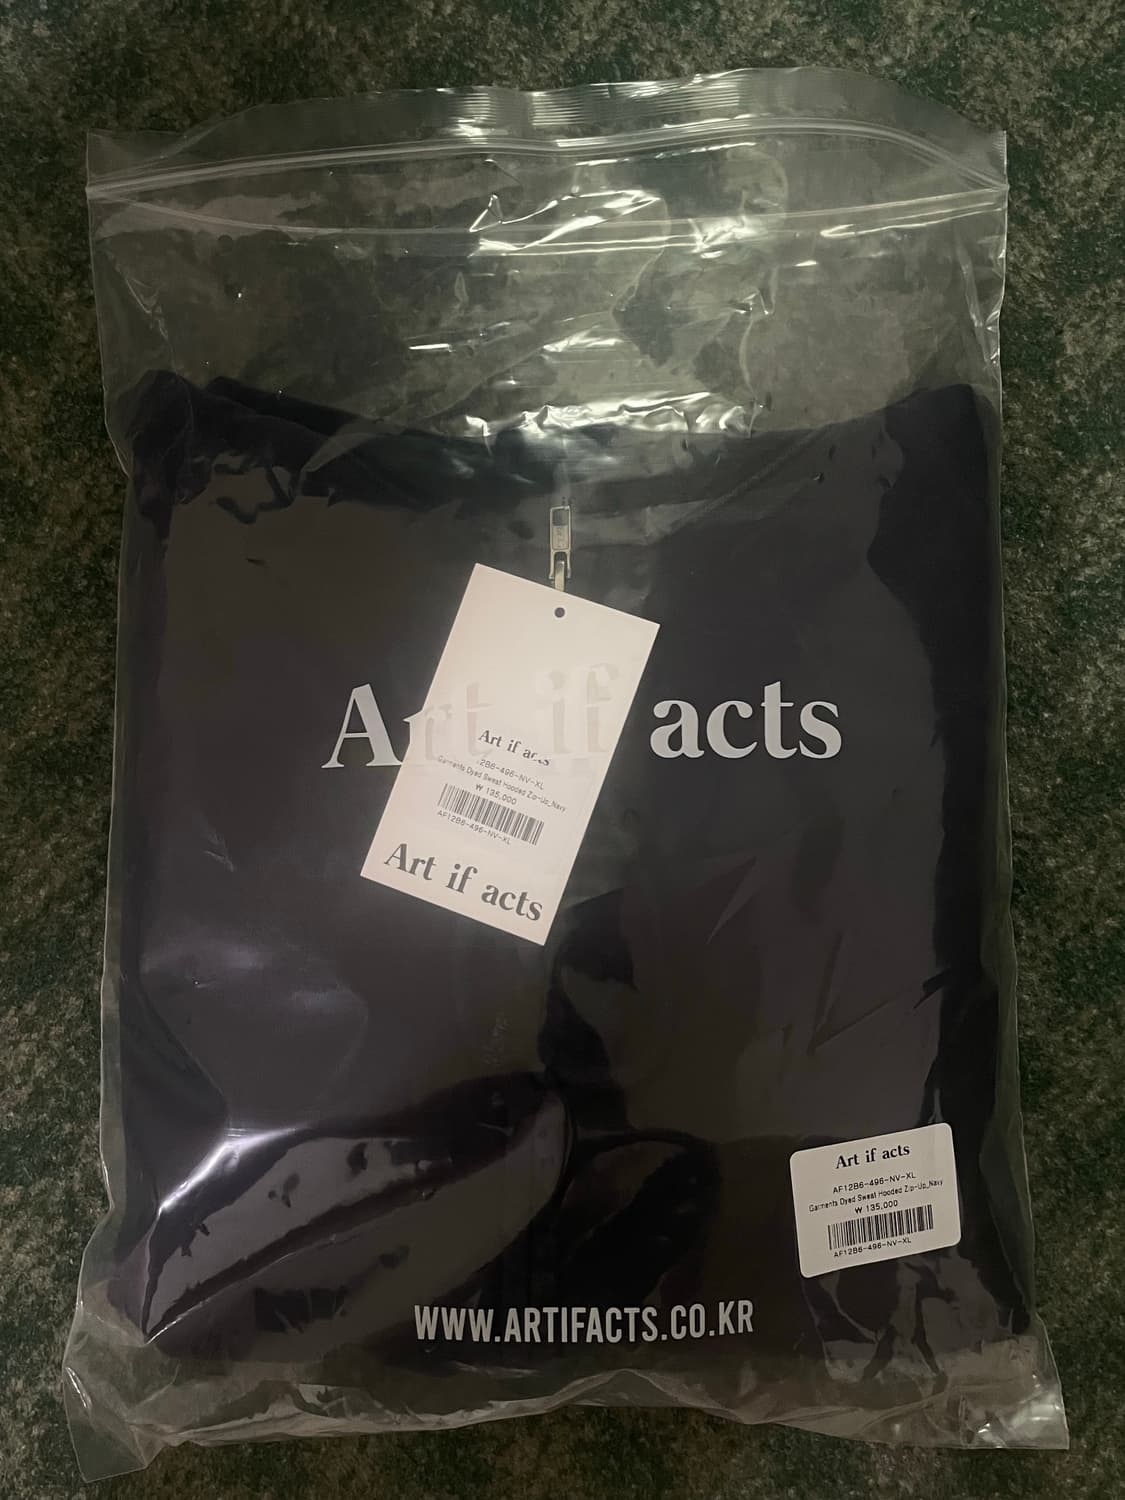 Art if acts
Art if acts
12B6-496-NV-XL
Garments Dyed Sweat Hooded Zip-Up_Navy
₩ 135,000
AF12B6-496-NV-XL
Art if acts
Art if acts
AF12B6-496-NV-XL
Garments Dyed Sweat Hooded Zip-Up_Navy
₩ 135,000
AF12B6-496-NV-XL
WWW.ARTIFACTS.CO.KR